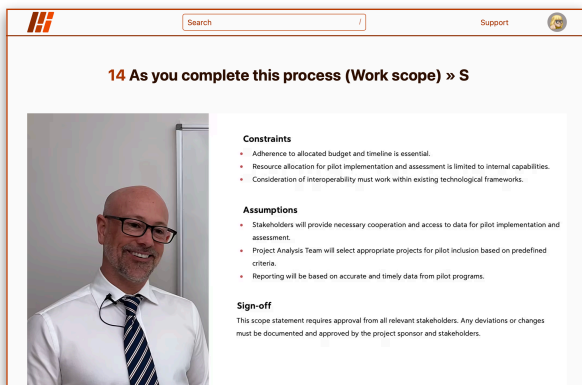 Search
/
Support
14 As you complete this process (Work scope) » S
Constraints
Adherence to allocated budget and timeline is essential.
Resource allocation for pilot implementation and assessment is limited to internal capabilities.
Consideration of interoperability must work within existing technological frameworks.
Assumptions
Stakeholders will provide necessary cooperation and access to data for pilot implementation and
assessment.
Project Analysis Team will select appropriate projects for pilot inclusion based on predefined
criteria.
Reporting will be based on accurate and timely data from pilot programs.
Sign-off
This scope statement requires approval from all relevant stakeholders. Any deviations or changes
must be documented and approved by the project sponsor and stakeholders.